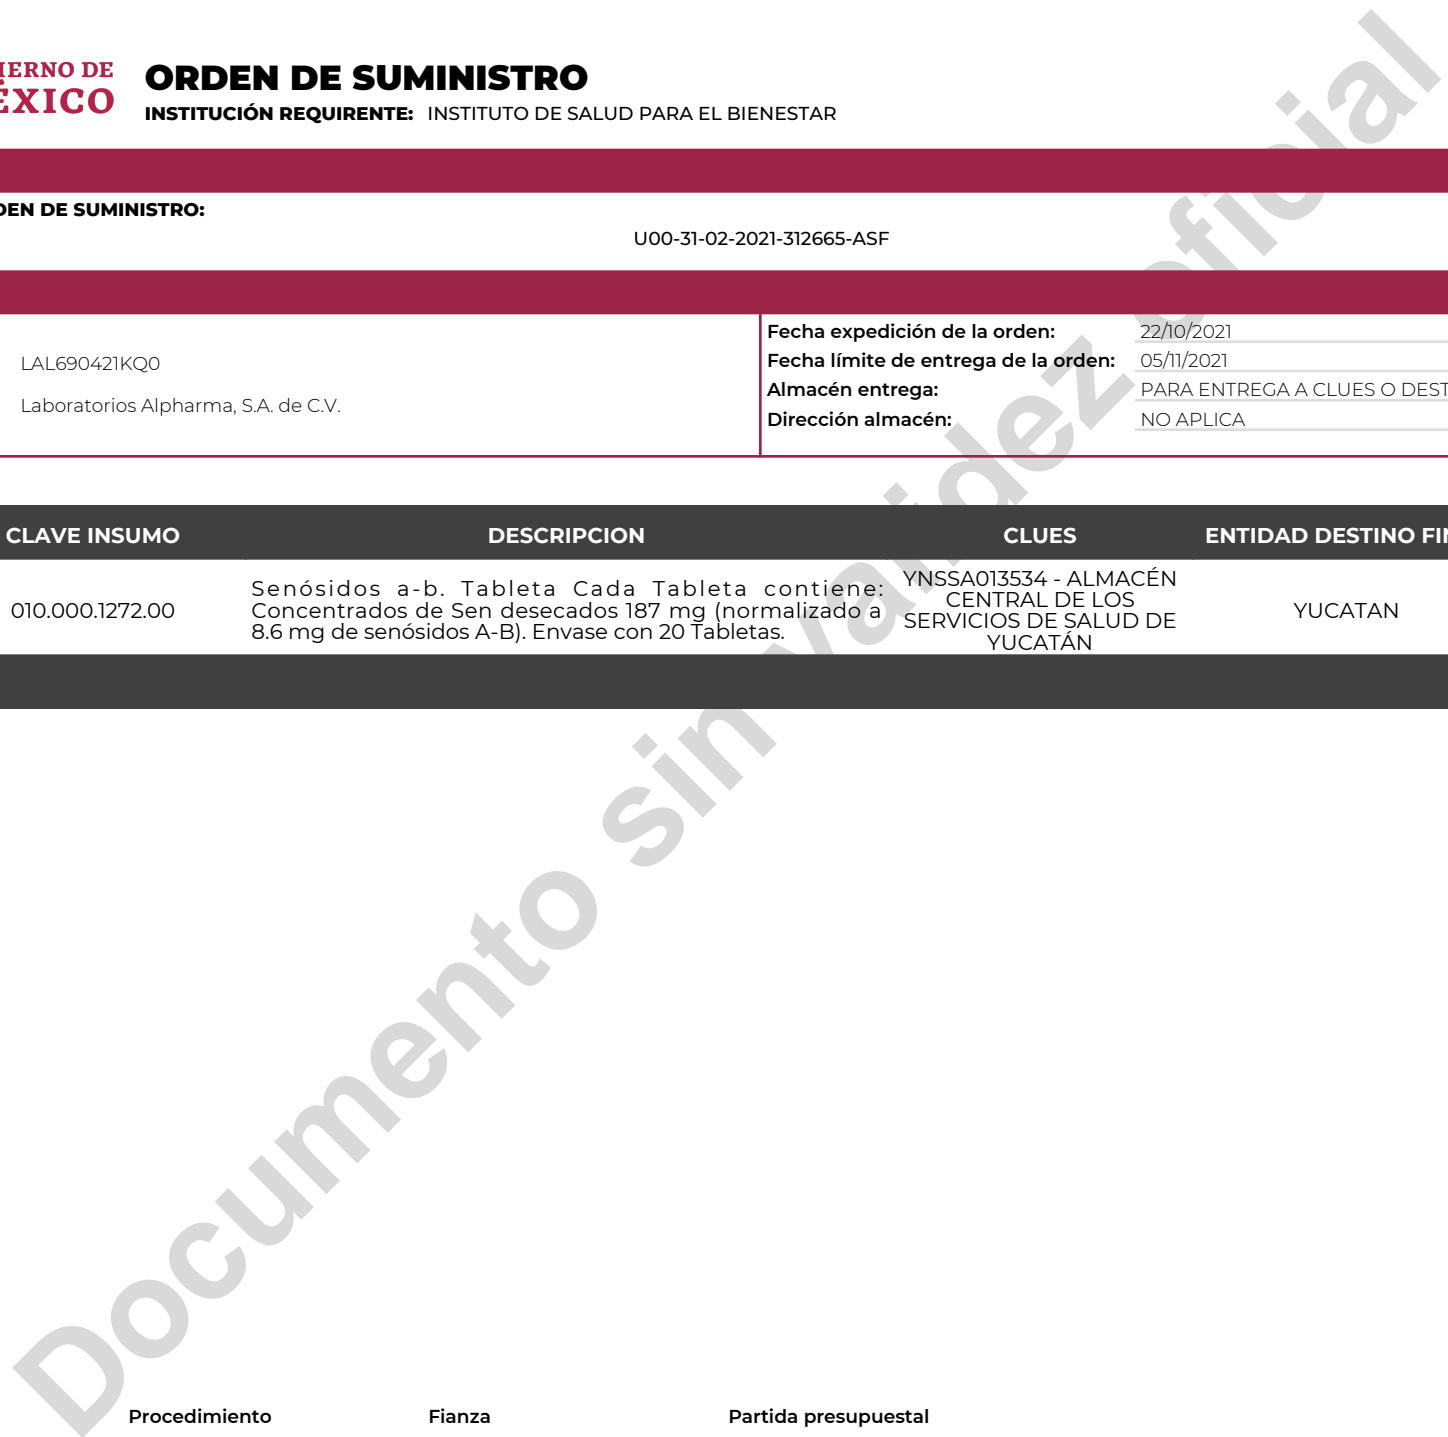 IERNO DE
ÉXICO
ORDEN DE SUMINISTRO
INSTITUCIÓN REQUIRENTE: INSTITUTO DE SALUD PARA EL BIENESTAR
DEN DE SUMINISTRO:
U00-31-02-2021-312665-ASF
LAL690421KQ0
Laboratorios Alpharma, S.A. de C.V.
Fecha expedición de la orden: 22/10/2021
Fecha límite de entrega de la orden: 05/11/2021
Almacén entrega: PARA ENTREGA A CLUES O DEST
Dirección almacén: NO APLICA
CLAVE INSUMO DESCRIPCION CLUES ENTIDAD DESTINO FIN
010.000.1272.00
Senósidos a-b. Tableta Cada Tableta contiene:
Concentrados de Sen desecados 187 mg (normalizado a
8.6 mg de senósidos A-B). Envase con 20 Tabletas.
YNSSA013534 - ALMACÉN
CENTRAL DE LOS
SERVICIOS DE SALUD DE
YUCATÁN
YUCATAN
Documento sin validez oficial
Procedimiento Fianza Partida presupuestal